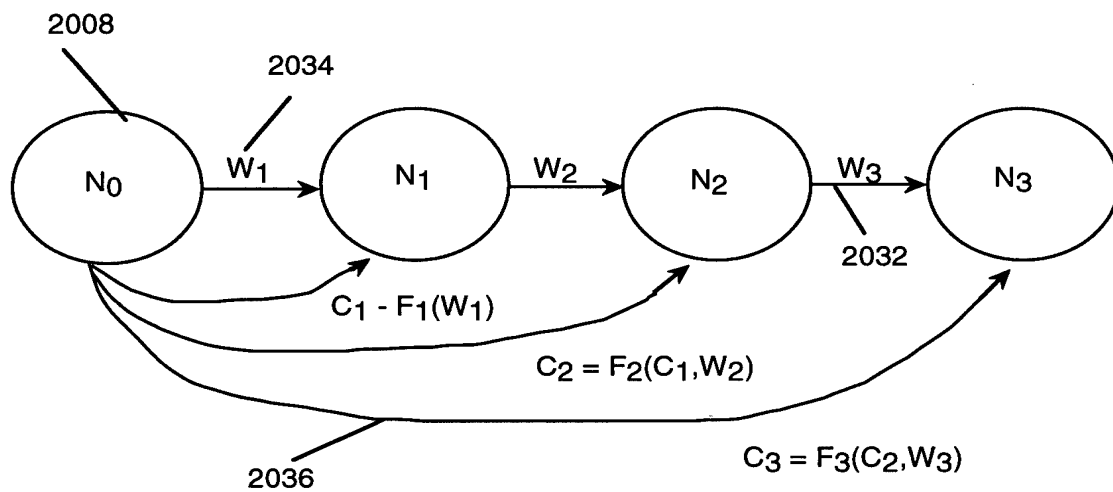 2008
2034
N0 W1 N1 W2 N2 W3 N3
2032
C1 - F1(W1)
C2 = F2(C1,W2)
C3 = F3(C2,W3)
2036